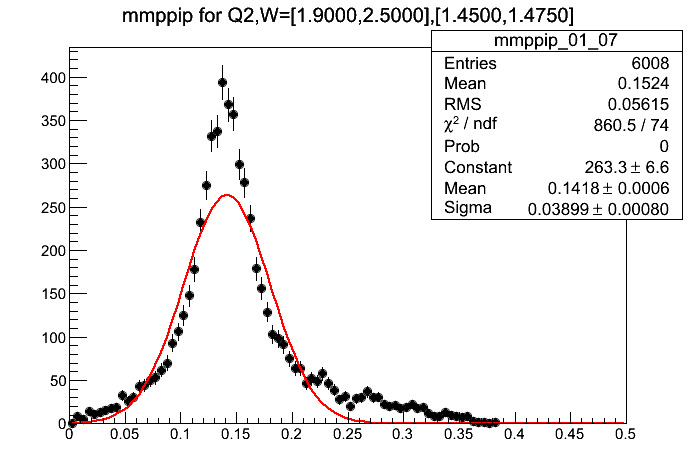 mmppip for Q2,W=[1.9000,2.5000],[1.4500,1.4750]
mmppip_01_07
Entries 6008
Mean 0.1524
RMS 0.05615
χ² / ndf 860.5 / 74
Prob 0
Constant 263.3 ± 6.6
Mean 0.1418 ± 0.0006
Sigma 0.03899 ± 0.00080
400
350
300
250
200
150
100
50
0
0 0.05 0.1 0.15 0.2 0.25 0.3 0.35 0.4 0.45 0.5